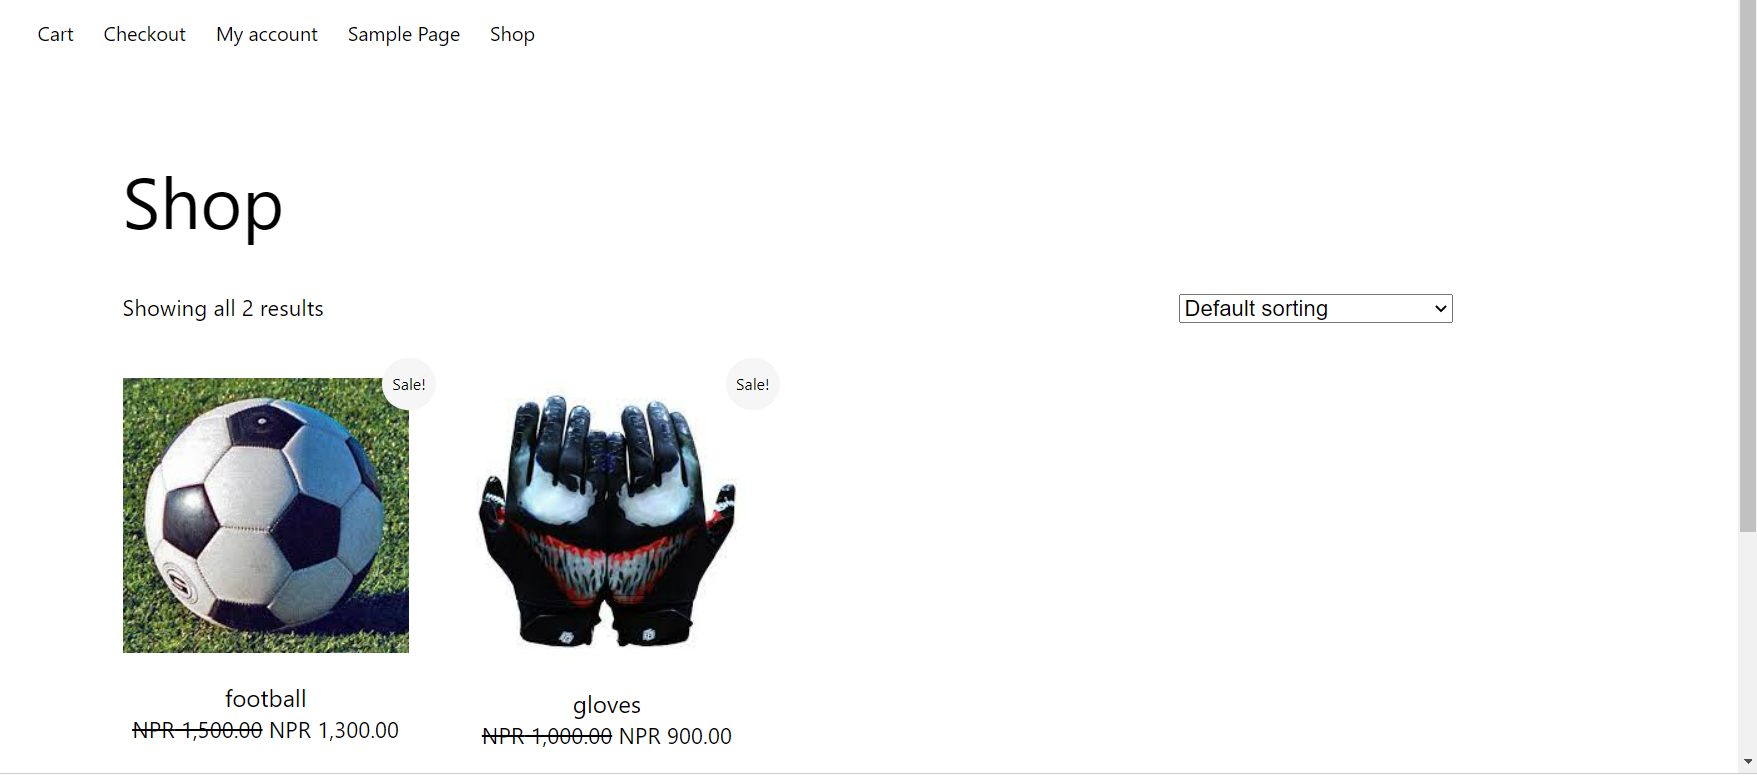 Cart Checkout My account Sample Page Shop
Shop
Showing all 2 results
Default sorting
Sale!
Sale!
football
NPR 1,500.00 NPR 1,300.00
gloves
NPR 1,000.00 NPR 900.00